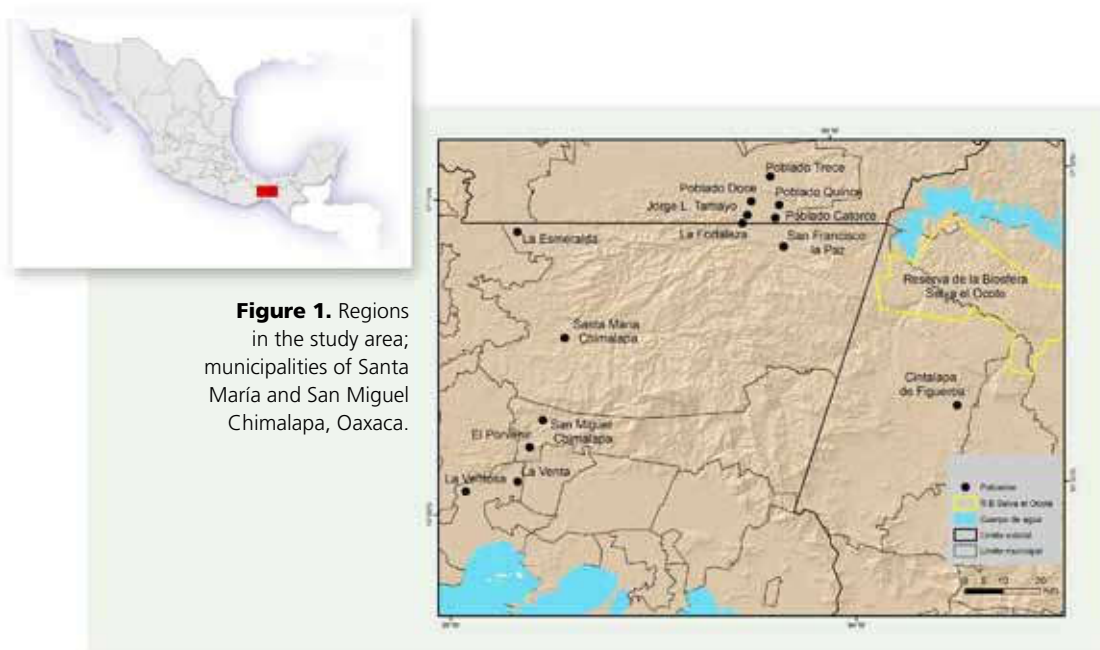 Figure 1. Regions
in the study area;
municipalities of Santa
María and San Miguel
Chimalapa, Oaxaca.
Poblado Trece
Poblado Doce
Poblado Quince
Jorge L. Tamayo
Poblado Catorce
La Fortaleza
San Francisco
la Paz
La Esmeralda
Reserva de la Biosfera
Selva el Ocote
Santa María
Chimalapa
Cintalapa
de Figueroa
San Miguel
Chimalapa
El Porvenir
La Venta
La Ventosa
R.B Selva el Ocote
Cuerpo de agua
Límite estatal
Límite municipal
0 5 10 20
Km